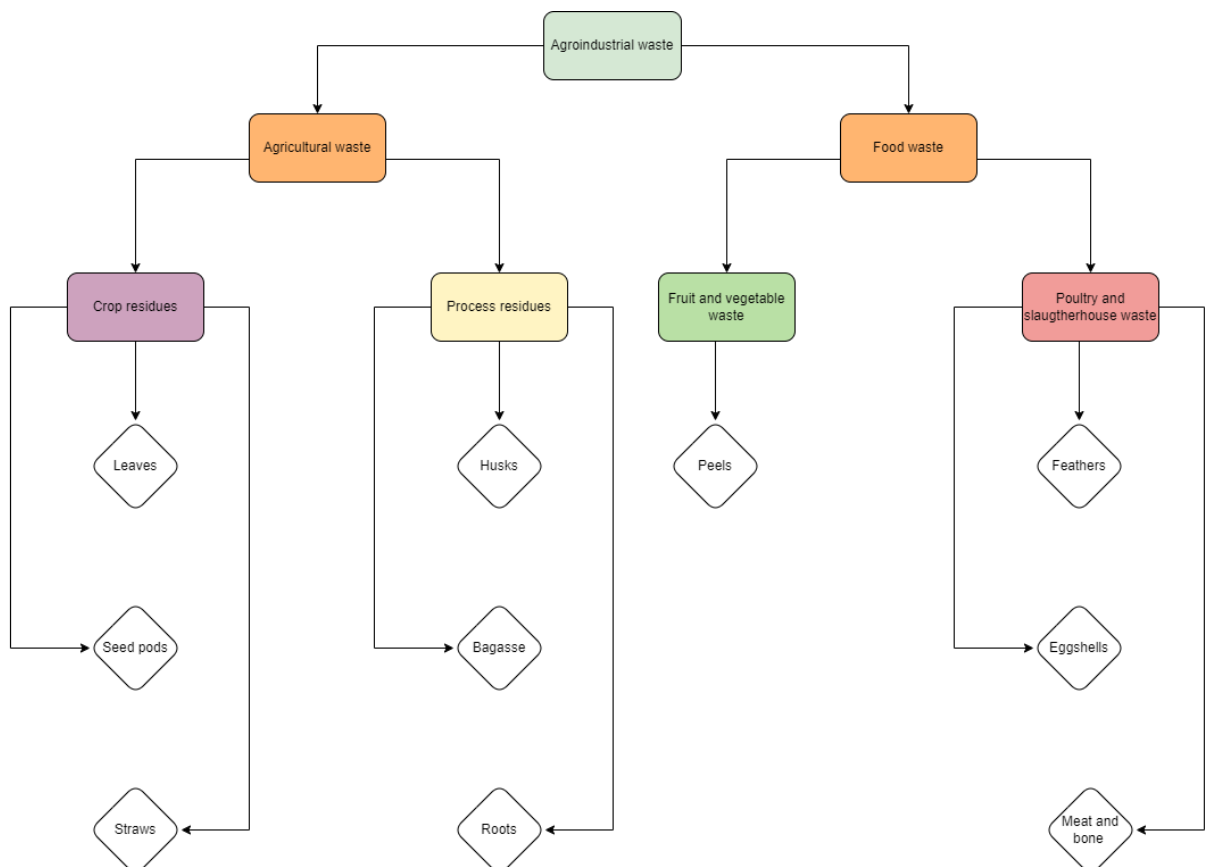 Agroindustrial waste
Agricultural waste
Food waste
Crop residues
Process residues
Fruit and vegetable
waste
Poultry and
slaugtherhouse waste
Leaves
Husks
Peels
Feathers
Seed pods
Bagasse
Eggshells
Straws
Roots
Meat and
bone